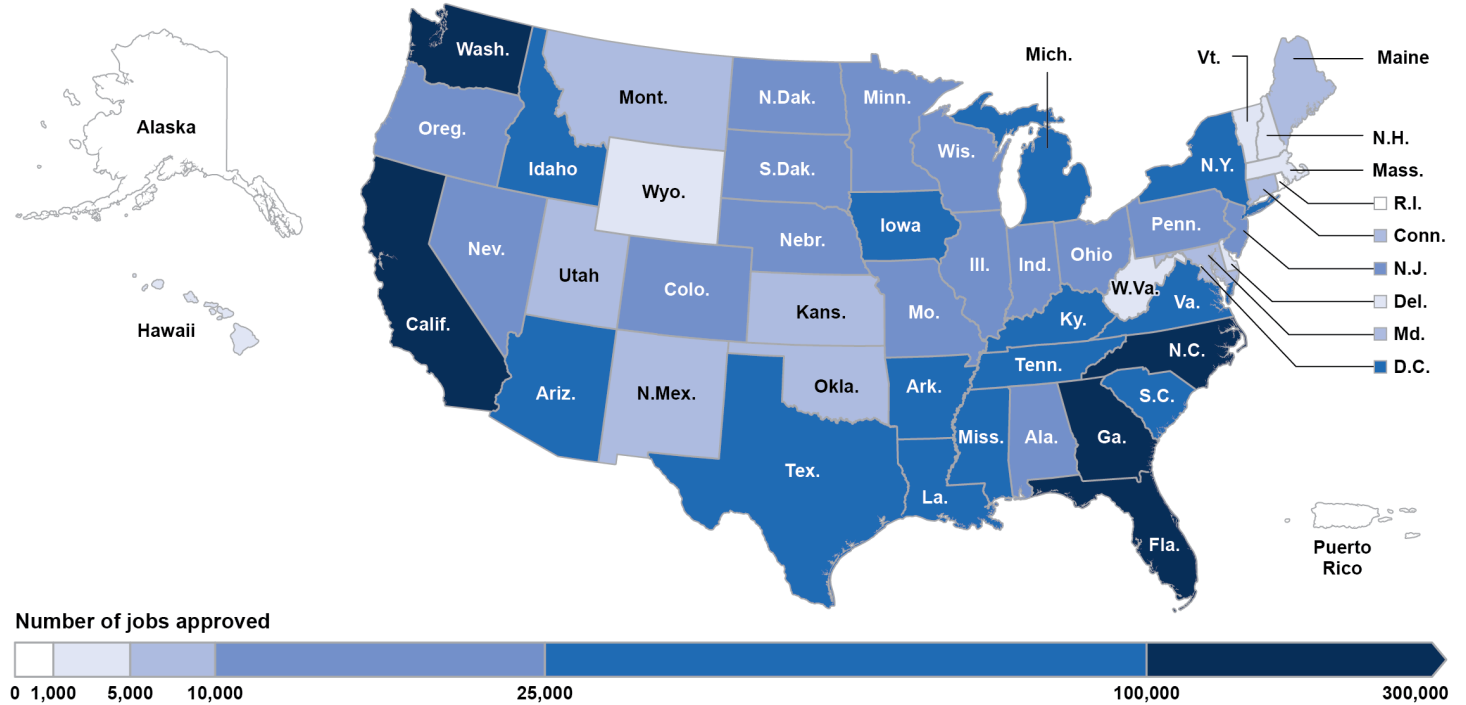 Wash.
Mich.
Vt.
Maine
Mont.
N.Dak.
Minn.
Alaska
Oreg.
N.H.
Wis.
Idaho
S.Dak.
N.Y.
Mass.
Wyo.
R.I.
Iowa
Penn.
Conn.
Nev.
Nebr.
Ohio
Ill.
Ind.
N.J.
Utah
Colo.
W.Va.
Va.
Del.
Hawaii
Calif.
Kans.
Mo.
Ky.
Md.
N.C.
D.C.
Tenn.
Ariz.
N.Mex.
Okla.
Ark.
S.C.
Miss.
Ala.
Ga.
Tex.
La.
Fla.
Puerto
Rico
Number of jobs approved
0 1,000 5,000 10,000 25,000 100,000 300,000